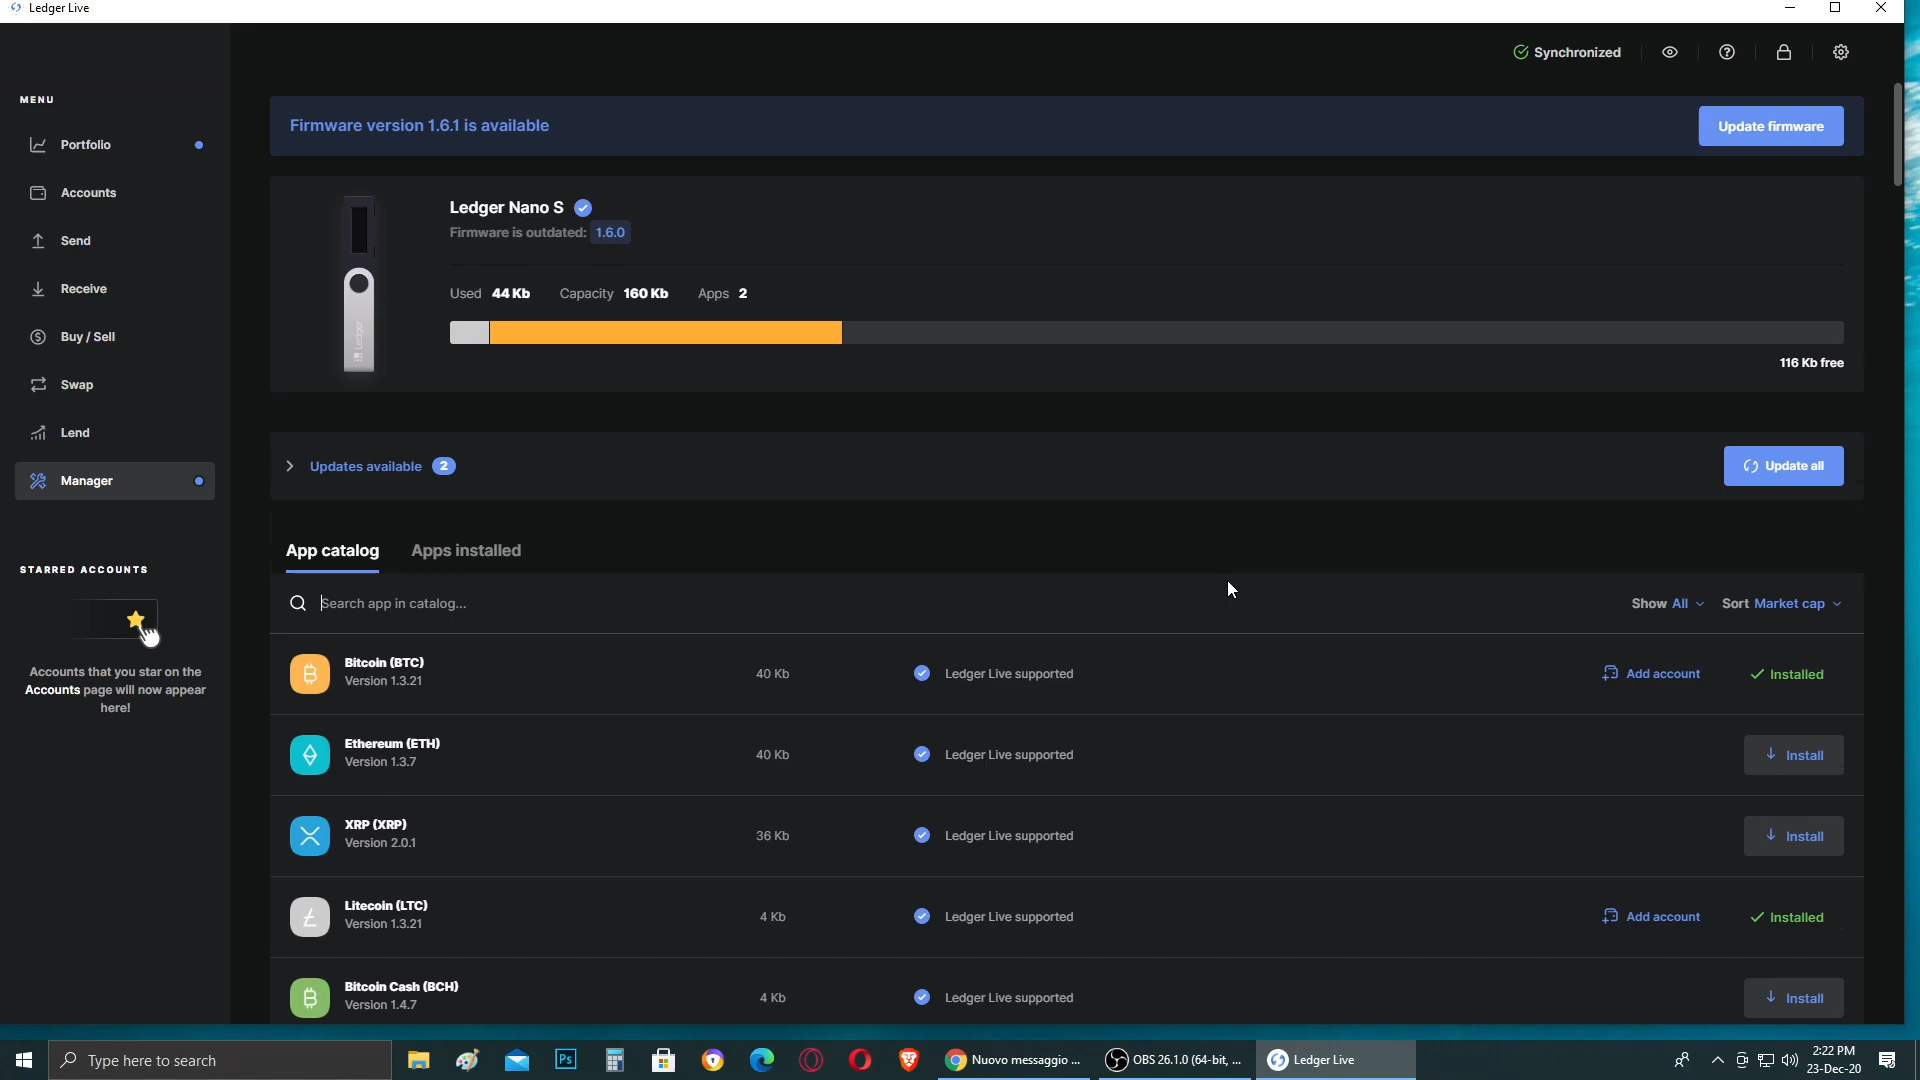 Ledger Live
Synchronized
MENU
Portfolio
Accounts
Send
Receive
Buy / Sell
Swap
Lend
Manager
STARRED ACCOUNTS
Accounts that you star on the
Accounts page will now appear
here!
Firmware version 1.6.1 is available
Update firmware
Ledger
Ledger Nano S
Firmware is outdated: 1.6.0
Used 44 Kb Capacity 160 Kb Apps 2
116 Kb free
Updates available 2
Update all
App catalog Apps installed
Search app in catalog...
Show All Sort Market cap
Bitcoin (BTC)
Version 1.3.21
40 Kb
Ledger Live supported
Add account
Installed
Ethereum (ETH)
Version 1.3.7
40 Kb
Ledger Live supported
Install
XRP (XRP)
Version 2.0.1
36 Kb
Ledger Live supported
Install
Litecoin (LTC)
Version 1.3.21
4 Kb
Ledger Live supported
Add account
Installed
Bitcoin Cash (BCH)
Version 1.4.7
4 Kb
Ledger Live supported
Install
Type here to search
Ps
Nuovo messaggio ...
OBS 26.1.0 (64-bit, ...
Ledger Live
2:22 PM
23-Dec-20